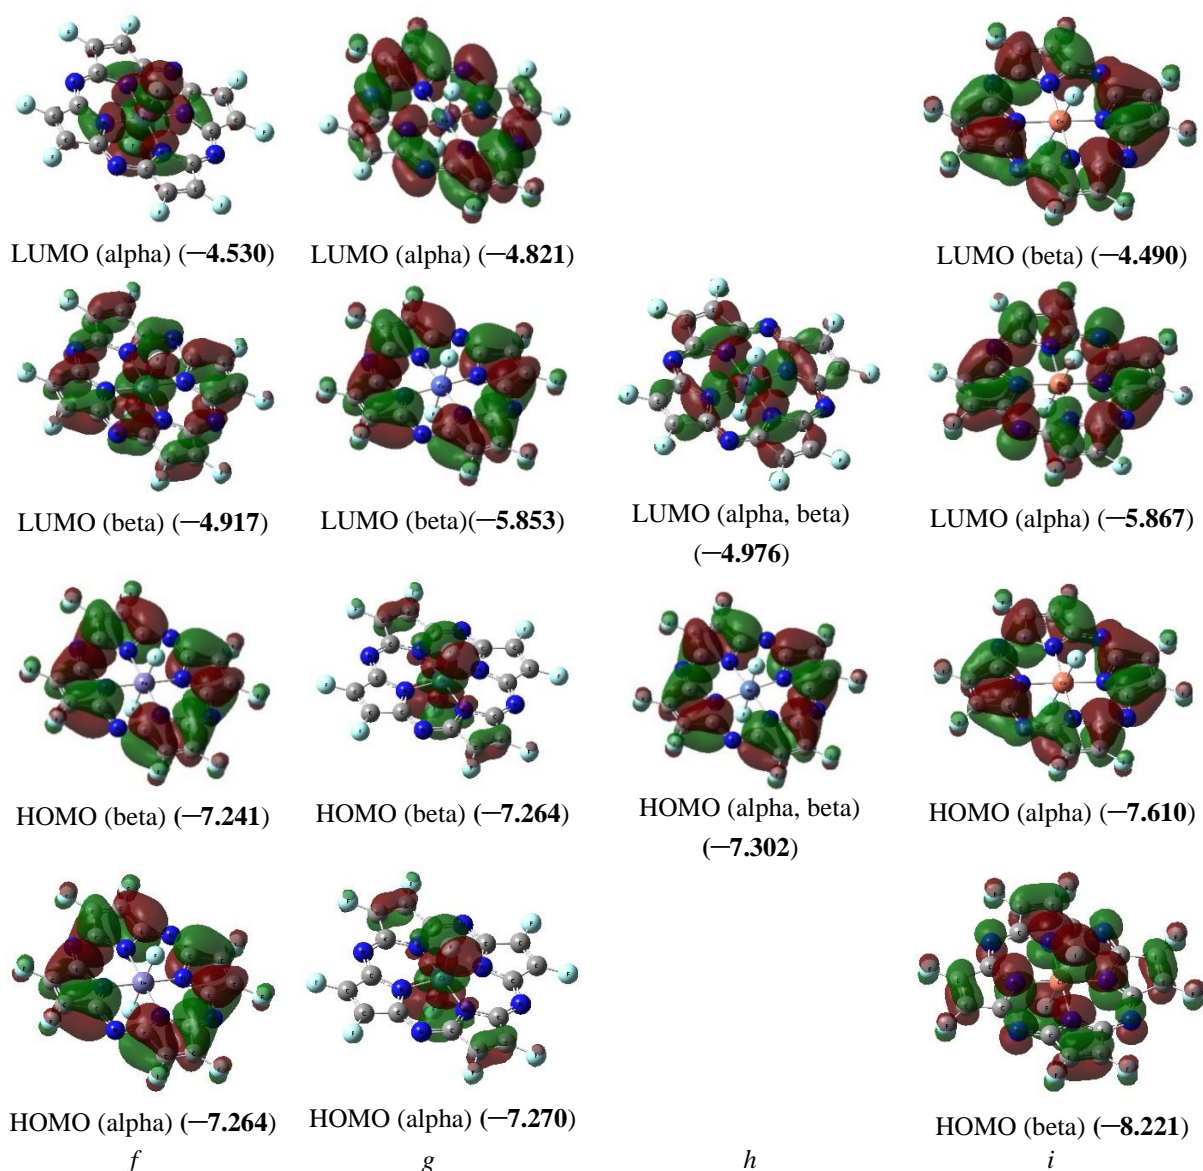 LUMO (alpha) (−4.530)
LUMO (alpha) (−4.821)
LUMO (beta) (−4.490)
LUMO (beta) (−4.917)
LUMO (beta)(−5.853)
LUMO (alpha, beta)
(−4.976)
LUMO (alpha) (−5.867)
HOMO (beta) (−7.241)
HOMO (beta) (−7.264)
HOMO (alpha, beta)
(−7.302)
HOMO (alpha) (−7.610)
HOMO (alpha) (−7.264)
HOMO (alpha) (−7.270)
HOMO (beta) (−8.221)
f
g
h
i